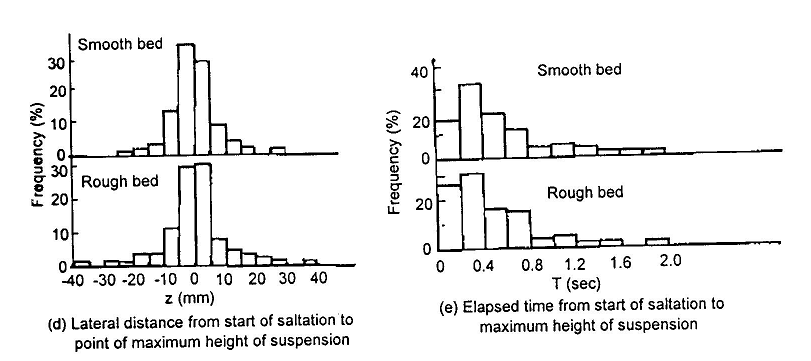 Smooth bed
30
20
10
0
Frequency (%)
Rough bed
30
20
10
0
-40 -30 -20 -10 0 10 20 30 40
z (mm)
(d) Lateral distance from start of saltation to
point of maximum height of suspension
Smooth bed
40
20
0
Frequency (%)
Rough bed
20
0
0 0.4 0.8 1.2 1.6 2.0
T (sec)
(e) Elapsed time from start of saltation to
maximum height of suspension